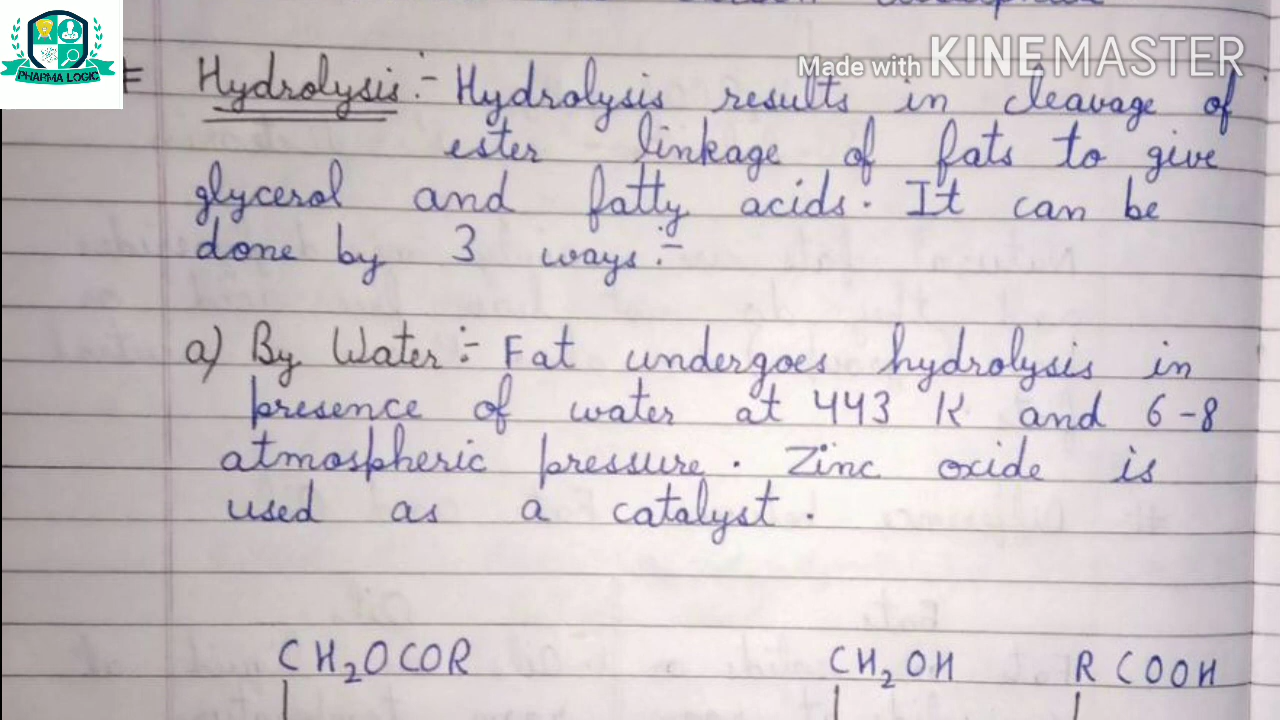 PHARMA LOGIC
Made with KINEMASTER
Hydrolysis :- Hydrolysis results in cleavage of
ester linkage of fats to give
glycerol and fatty acids. It can be
done by 3 ways :-
a) By Water :- Fat undergoes hydrolysis in
presence of water at 443 K and 6-8
atmospheric pressure. Zinc oxide is
used as a catalyst.
CH₂OCOR CH₂OH RCOOH